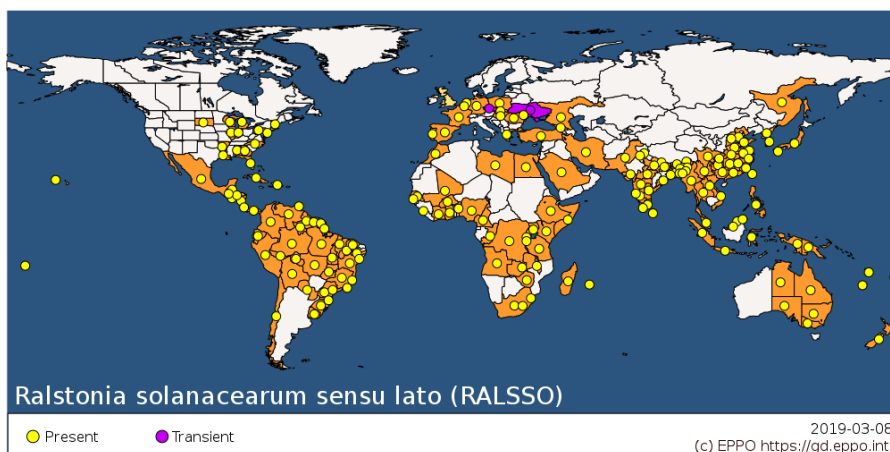 Ralstonia solanacearum sensu lato (RALSSO)
Present
Transient
2019-03-08
(c) EPPO https://gd.eppo.int